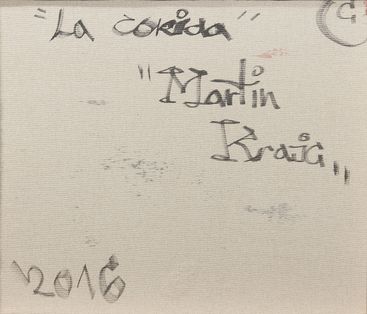 "La corida"
"Martin
Kraig"
2016